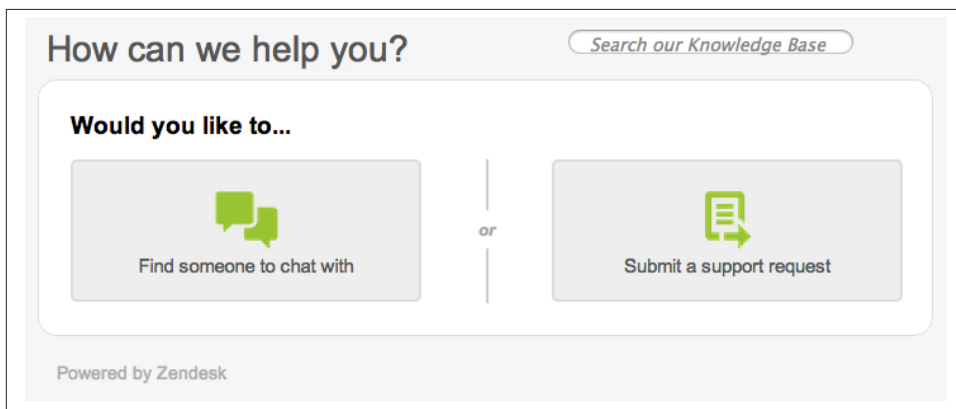 How can we help you?
Search our Knowledge Base
Would you like to...
Find someone to chat with
or
Submit a support request
Powered by Zendesk